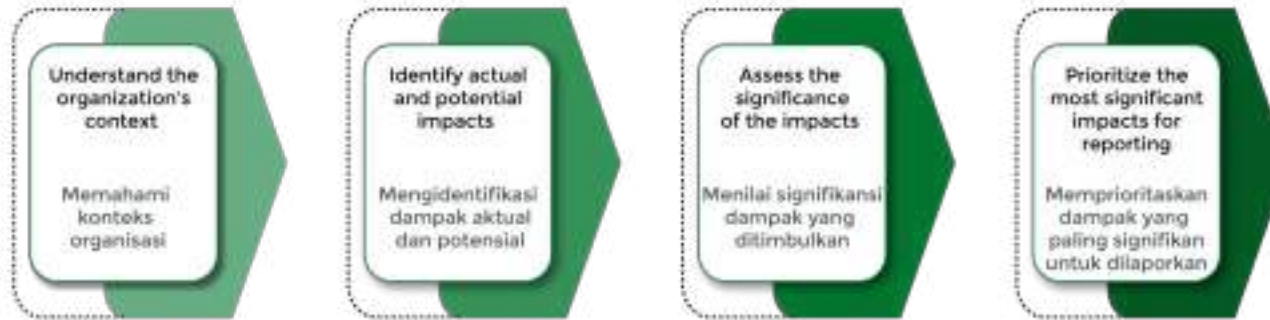 Understand the
organization's
context
Memahami
konteks
organisasi
Identify actual
and potential
impacts
Mengidentifikasi
dampak aktual
dan potensial
Assess the
significance
of the impacts
Menilai signifikansi
dampak yang
ditimbulkan
Prioritize the
most significant
impacts for
reporting
Memprioritaskan
dampak yang
paling signifikan
untuk dilaporkan